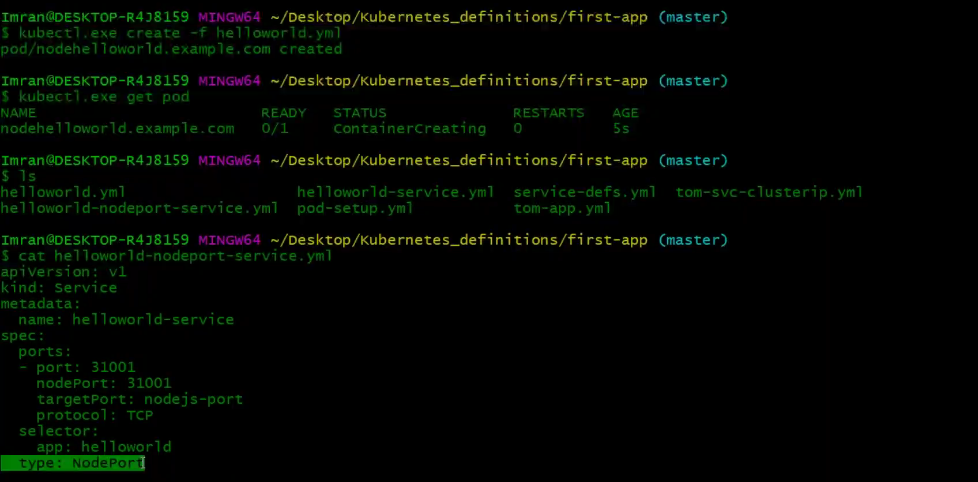 Imran@DESKTOP-R4J8159 MINGW64 ~/Desktop/Kubernetes_definitions/first-app (master)
$ kubectl.exe create -f helloworld.yml
pod/nodehelloworld.example.com created
Imran@DESKTOP-R4J8159 MINGW64 ~/Desktop/Kubernetes_definitions/first-app (master)
$ kubectl.exe get pod
NAME READY STATUS RESTARTS AGE
nodehelloworld.example.com 0/1 ContainerCreating 0 5s
Imran@DESKTOP-R4J8159 MINGW64 ~/Desktop/Kubernetes_definitions/first-app (master)
$ ls
helloworld.yml helloworld-service.yml service-defs.yml tom-svc-clusterip.yml
helloworld-nodeport-service.yml pod-setup.yml tom-app.yml
Imran@DESKTOP-R4J8159 MINGW64 ~/Desktop/Kubernetes_definitions/first-app (master)
$ cat helloworld-nodeport-service.yml
apiVersion: v1
kind: Service
metadata:
  name: helloworld-service
spec:
  ports:
  - port: 31001
    nodePort: 31001
    targetPort: nodejs-port
    protocol: TCP
  selector:
    app: helloworld
  type: NodePort